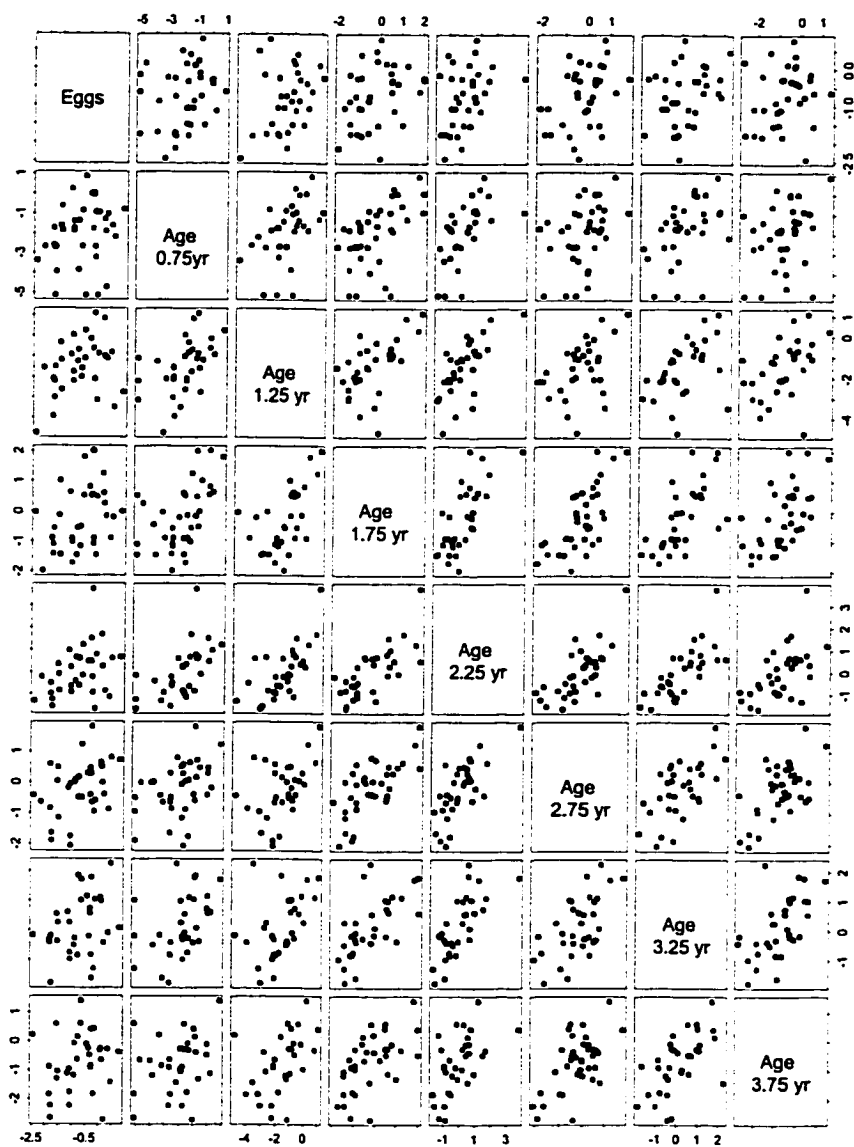 -5 -3 -1 1
-2 0 1 2
-2 0 1
-2 0 1
Eggs
-2.5 -1.0 0.0
-5 -3 -1 1
Age
0.75yr
Age
1.25 yr
-4 -2 0 1
-2 -1 0 1 2
Age
1.75 yr
Age
2.25 yr
-1 0 1 2 3
-2 -1 0 1
Age
2.75 yr
Age
3.25 yr
-1 0 1 2
-2 -1 0 1
Age
3.75 yr
-2.5 -0.5
-4 -2 0
-1 1 3
-1 0 1 2